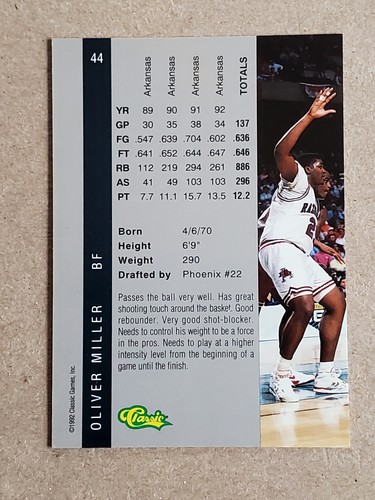 44
OLIVER MILLER BF
©1992 Classic Games, Inc.
Arkansas Arkansas Arkansas Arkansas TOTALS
YR 89 90 91 92
GP 30 35 38 34 137
FG .547 .639 .704 .602 .636
FT .641 .652 .644 .647 .646
RB 112 219 294 261 886
AS 41 49 103 103 296
PT 7.7 11.1 15.7 13.5 12.2
Born 4/6/70
Height 6'9"
Weight 290
Drafted by Phoenix #22
Passes the ball very well. Has great
shooting touch around the basket. Good
rebounder. Very good shot-blocker.
Needs to control his weight to be a force
in the pros. Needs to play at a higher
intensity level from the beginning of a
game until the finish.
Classic